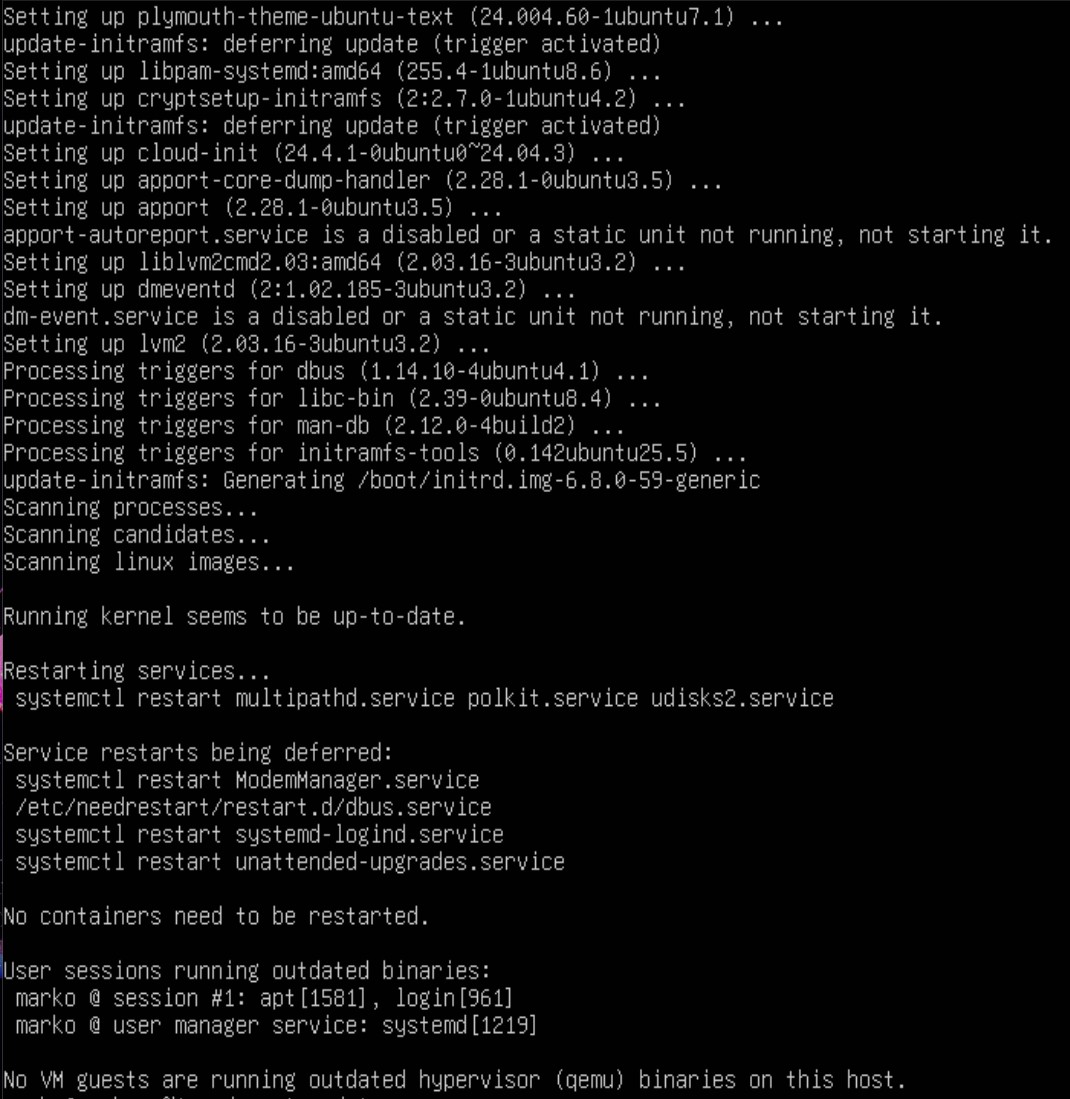 Setting up plymouth-theme-ubuntu-text (24.004.60-1ubuntu7.1) ...
update-initramfs: deferring update (trigger activated)
Setting up libpam-systemd:amd64 (255.4-1ubuntu8.6) ...
Setting up cryptsetup-initramfs (2:2.7.0-1ubuntu4.2) ...
update-initramfs: deferring update (trigger activated)
Setting up cloud-init (24.4.1-0ubuntu0~24.04.3) ...
Setting up apport-core-dump-handler (2.28.1-0ubuntu3.5) ...
Setting up apport (2.28.1-0ubuntu3.5) ...
apport-autoreport.service is a disabled or a static unit not running, not starting it.
Setting up liblvm2cmd2.03:amd64 (2.03.16-3ubuntu3.2) ...
Setting up dmeventd (2:1.02.185-3ubuntu3.2) ...
dm-event.service is a disabled or a static unit not running, not starting it.
Setting up lvm2 (2.03.16-3ubuntu3.2) ...
Processing triggers for dbus (1.14.10-4ubuntu4.1) ...
Processing triggers for libc-bin (2.39-0ubuntu8.4) ...
Processing triggers for man-db (2.12.0-4build2) ...
Processing triggers for initramfs-tools (0.142ubuntu25.5) ...
update-initramfs: Generating /boot/initrd.img-6.8.0-59-generic
Scanning processes...
Scanning candidates...
Scanning linux images...

Running kernel seems to be up-to-date.

Restarting services...
 systemctl restart multipathd.service polkit.service udisks2.service

Service restarts being deferred:
 systemctl restart ModemManager.service
 /etc/needrestart/restart.d/dbus.service
 systemctl restart systemd-logind.service
 systemctl restart unattended-upgrades.service

No containers need to be restarted.

User sessions running outdated binaries:
 marko @ session #1: apt[1581], login[961]
 marko @ user manager service: systemd[1219]

No VM guests are running outdated hypervisor (qemu) binaries on this host.